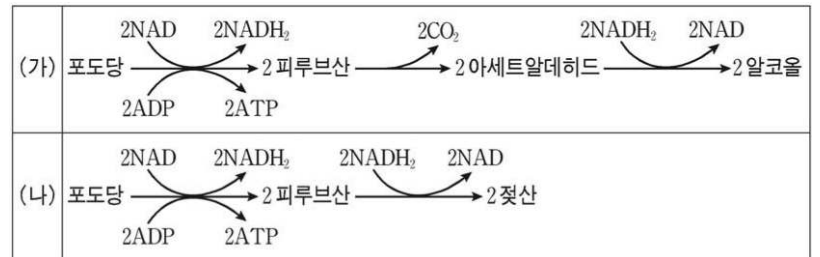 2NAD 2NADH₂ 2CO₂ 2NADH₂ 2NAD
(가) 포도당 2 피루브산 2 아세트알데히드 2 알코올
2ADP 2ATP
2NAD 2NADH₂ 2NADH₂ 2NAD
(나) 포도당 2 피루브산 2 젖산
2ADP 2ATP